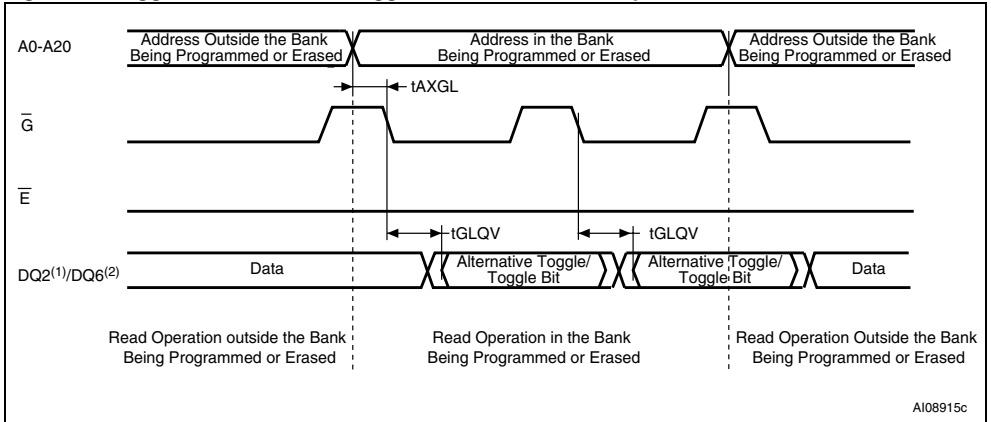 A0-A20
Address Outside the Bank
Being Programmed or Erased
Address in the Bank
Being Programmed or Erased
Address Outside the Bank
Being Programmed or Erased
tAXGL
G
E
tGLQV
tGLQV
DQ2(1)/DQ6(2)
Data
Alternative Toggle/
Toggle Bit
Alternative Toggle/
Toggle Bit
Data
Read Operation outside the Bank
Being Programmed or Erased
Read Operation in the Bank
Being Programmed or Erased
Read Operation Outside the Bank
Being Programmed or Erased
AI08915c